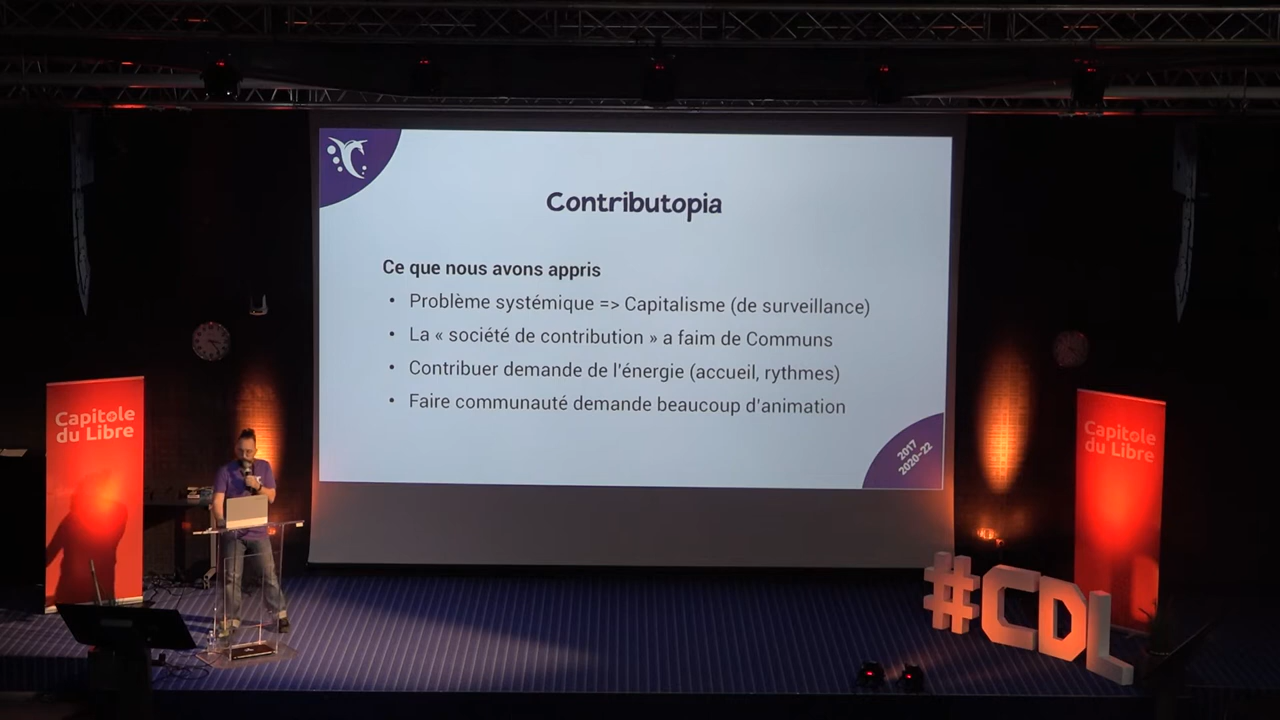 Contributopia
Ce que nous avons appris
• Problème systémique => Capitalisme (de surveillance)
• La « société de contribution » a faim de Communs
• Contribuer demande de l'énergie (accueil, rythmes)
• Faire communauté demande beaucoup d'animation
2017
2020-22
Capitole
du Libre
Capitole
du Libre
#CDL